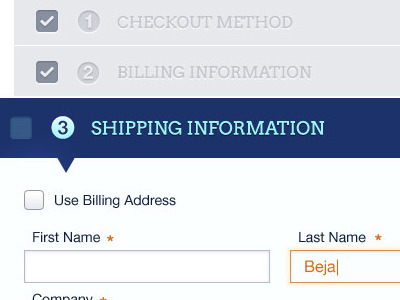 1 CHECKOUT METHOD
2 BILLING INFORMATION
3 SHIPPING INFORMATION
Use Billing Address
First Name * Last Name *
Beja
Company *